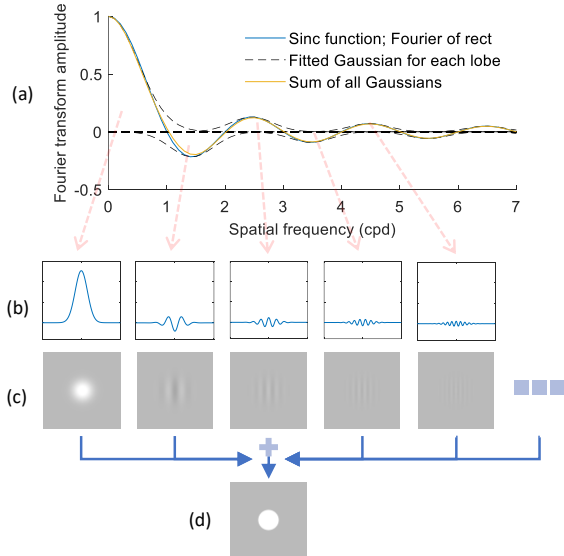 (a)
Fourier transform amplitude
1
0.5
0
-0.5
Sinc function; Fourier of rect
Fitted Gaussian for each lobe
Sum of all Gaussians
0 1 2 3 4 5 6 7
Spatial frequency (cpd)
(b)
(c)
(d)